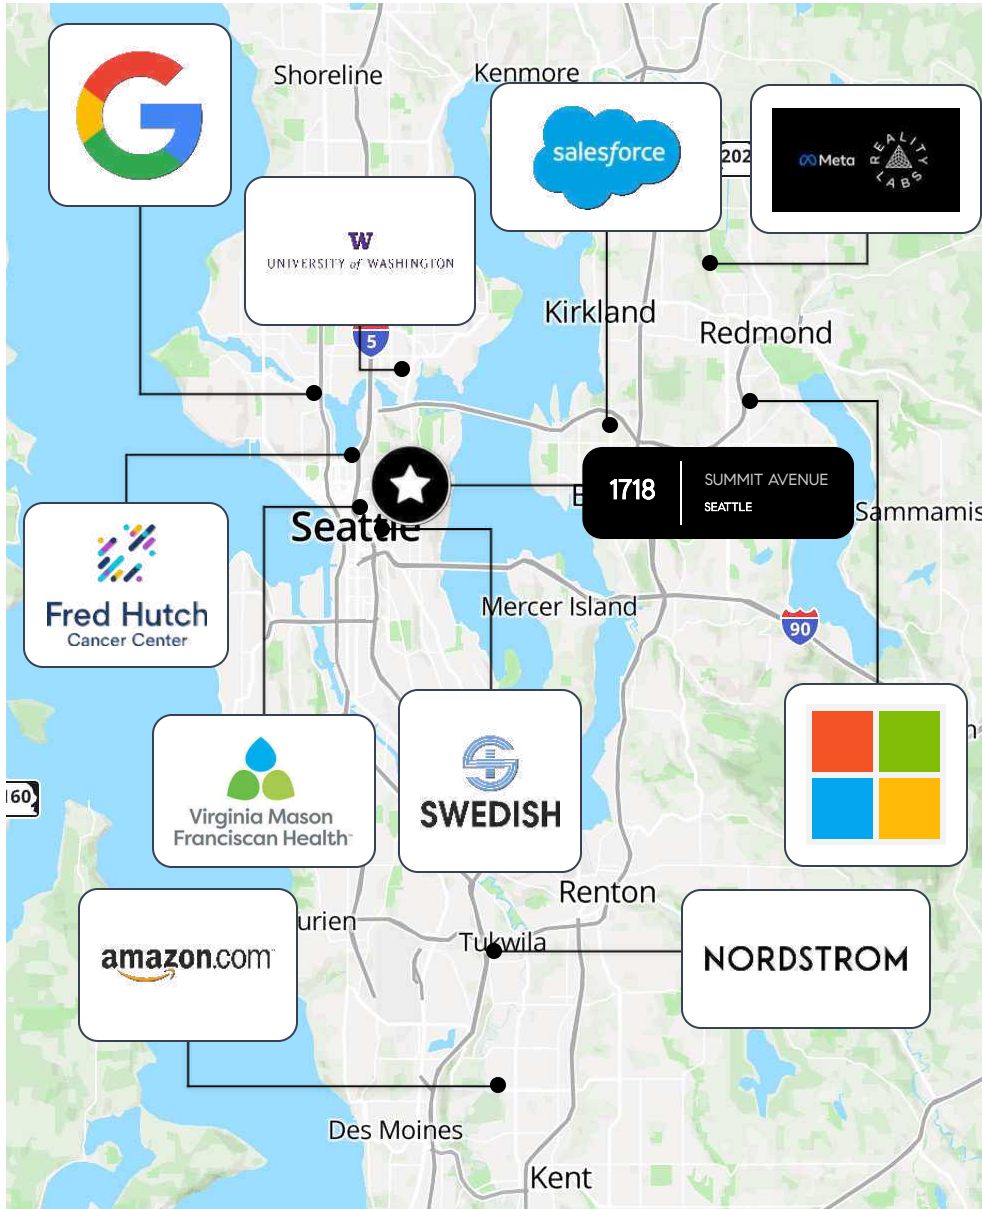 Shoreline
Kenmore
salesforce
202
Meta
REALITY LABS
W
UNIVERSITY of WASHINGTON
Kirkland
5
Redmond
1718
SUMMIT AVENUE
SEATTLE
Sammamis
Seattle
Fred Hutch
Cancer Center
Mercer Island
90
160
Virginia Mason
Franciscan Health
SWEDISH
Renton
urien
Tukwila
amazon.com
NORDSTROM
Des Moines
Kent